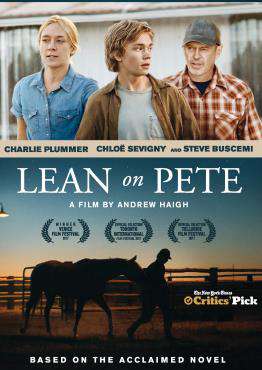 CHARLIE PLUMMER CHLOË SEVIGNY AND STEVE BUSCEMI
LEAN on PETE
A FILM BY ANDREW HAIGH
WINNER
VENICE
FILM FESTIVAL
2017
OFFICIAL SELECTION
TORONTO
INTERNATIONAL
FILM FESTIVAL 2017
OFFICIAL SELECTION
TELLURIDE
FILM FESTIVAL
2017
The New York Times
Critics' Pick
BASED ON THE ACCLAIMED NOVEL